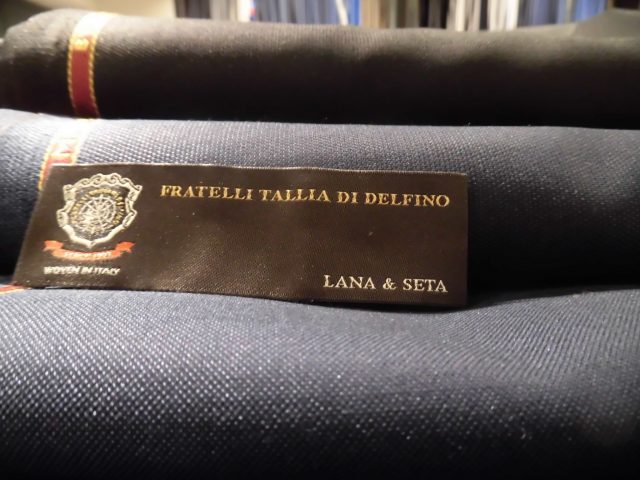 FRATELLI TALLIA DI DELFINO
WOVEN IN ITALY
LANA & SETA